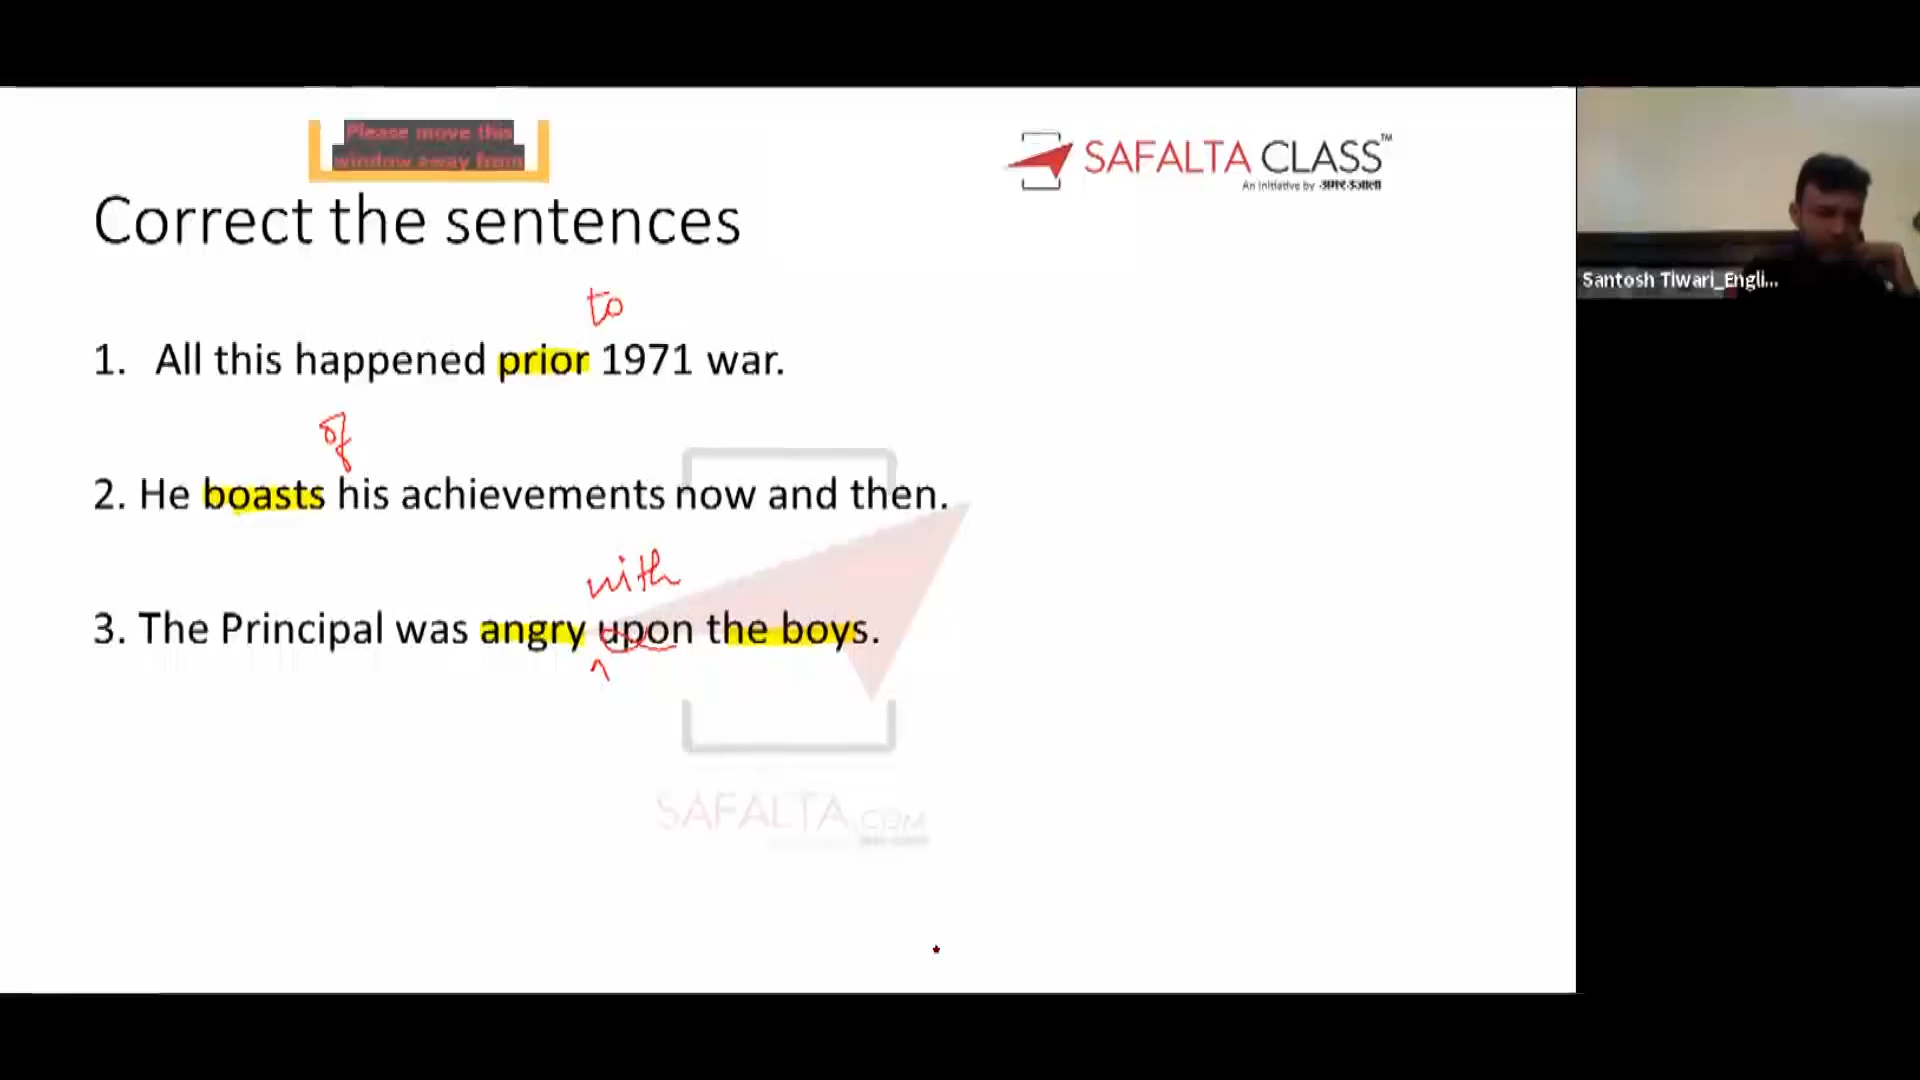 Please move this
window away from
SAFALTA CLASS™
An Initiative by अमर उजाला
Correct the sentences
to
1. All this happened prior 1971 war.
of
2. He boasts his achievements now and then.
with
3. The Principal was angry upon the boys.
SAFALTA.COM
Santosh Tiwari_Engli...